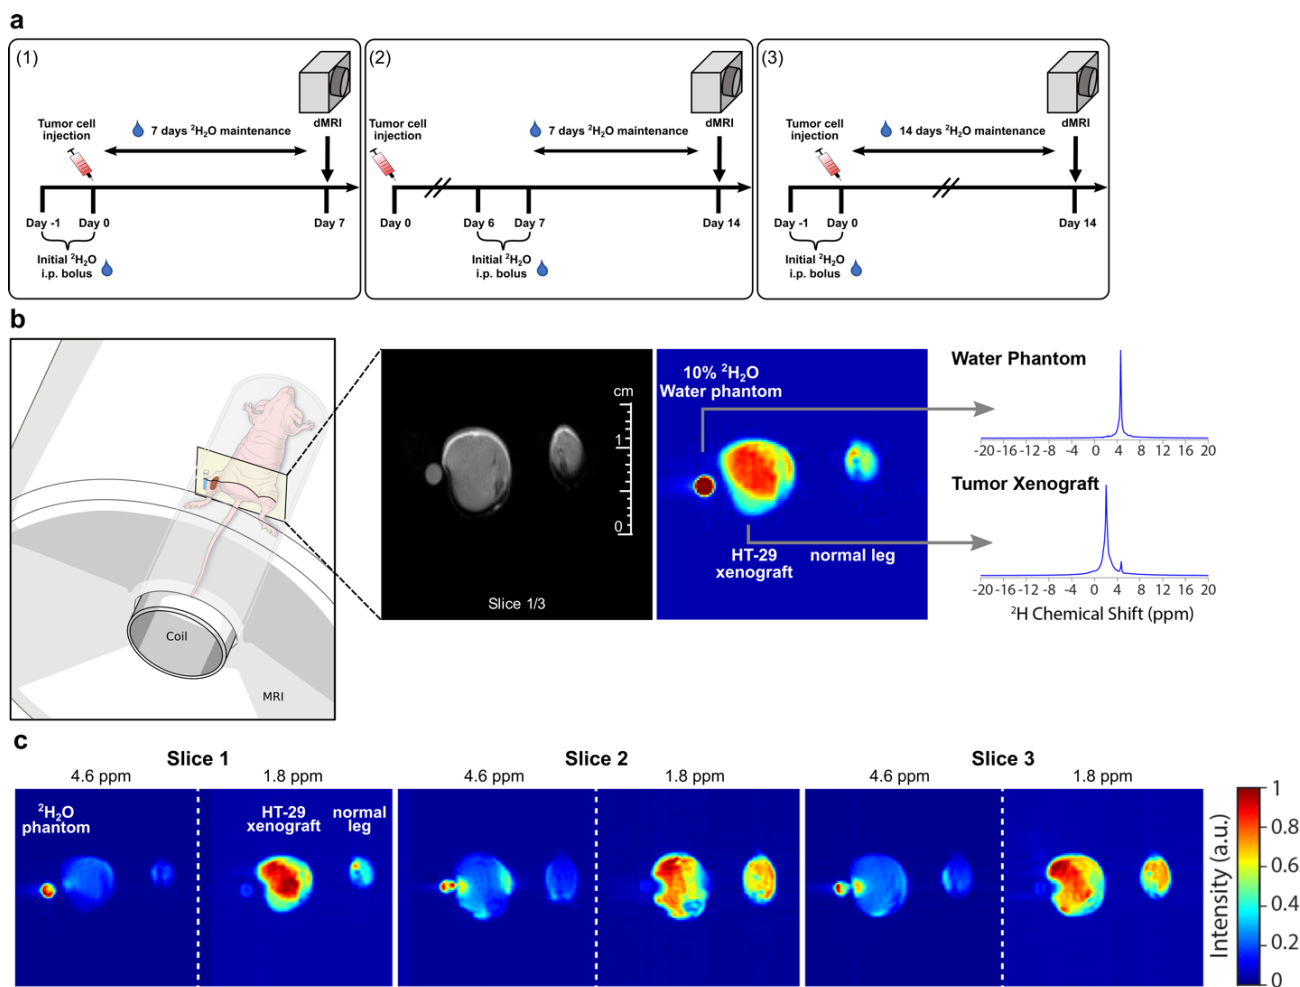 a
(1)
Tumor cell
injection
7 days ²H₂O maintenance
dMRI
Day -1
Day 0
Day 7
Initial ²H₂O
i.p. bolus
(2)
Tumor cell
injection
7 days ²H₂O maintenance
dMRI
Day 0
Day 6
Day 7
Day 14
Initial ²H₂O
i.p. bolus
(3)
Tumor cell
injection
14 days ²H₂O maintenance
dMRI
Day -1
Day 0
Day 14
Initial ²H₂O
i.p. bolus
b
Coil
MRI
cm
1
0
Slice 1/3
10% ²H₂O
Water phantom
HT-29
xenograft
normal leg
Water Phantom
-20 -16 -12 -8 -4 0 4 8 12 16 20
Tumor Xenograft
-20 -16 -12 -8 -4 0 4 8 12 16 20
²H Chemical Shift (ppm)
c
Slice 1
4.6 ppm
1.8 ppm
²H₂O
phantom
HT-29
xenograft
normal
leg
Slice 2
4.6 ppm
1.8 ppm
Slice 3
4.6 ppm
1.8 ppm
1
0.8
0.6
0.4
0.2
0
Intensity (a.u.)